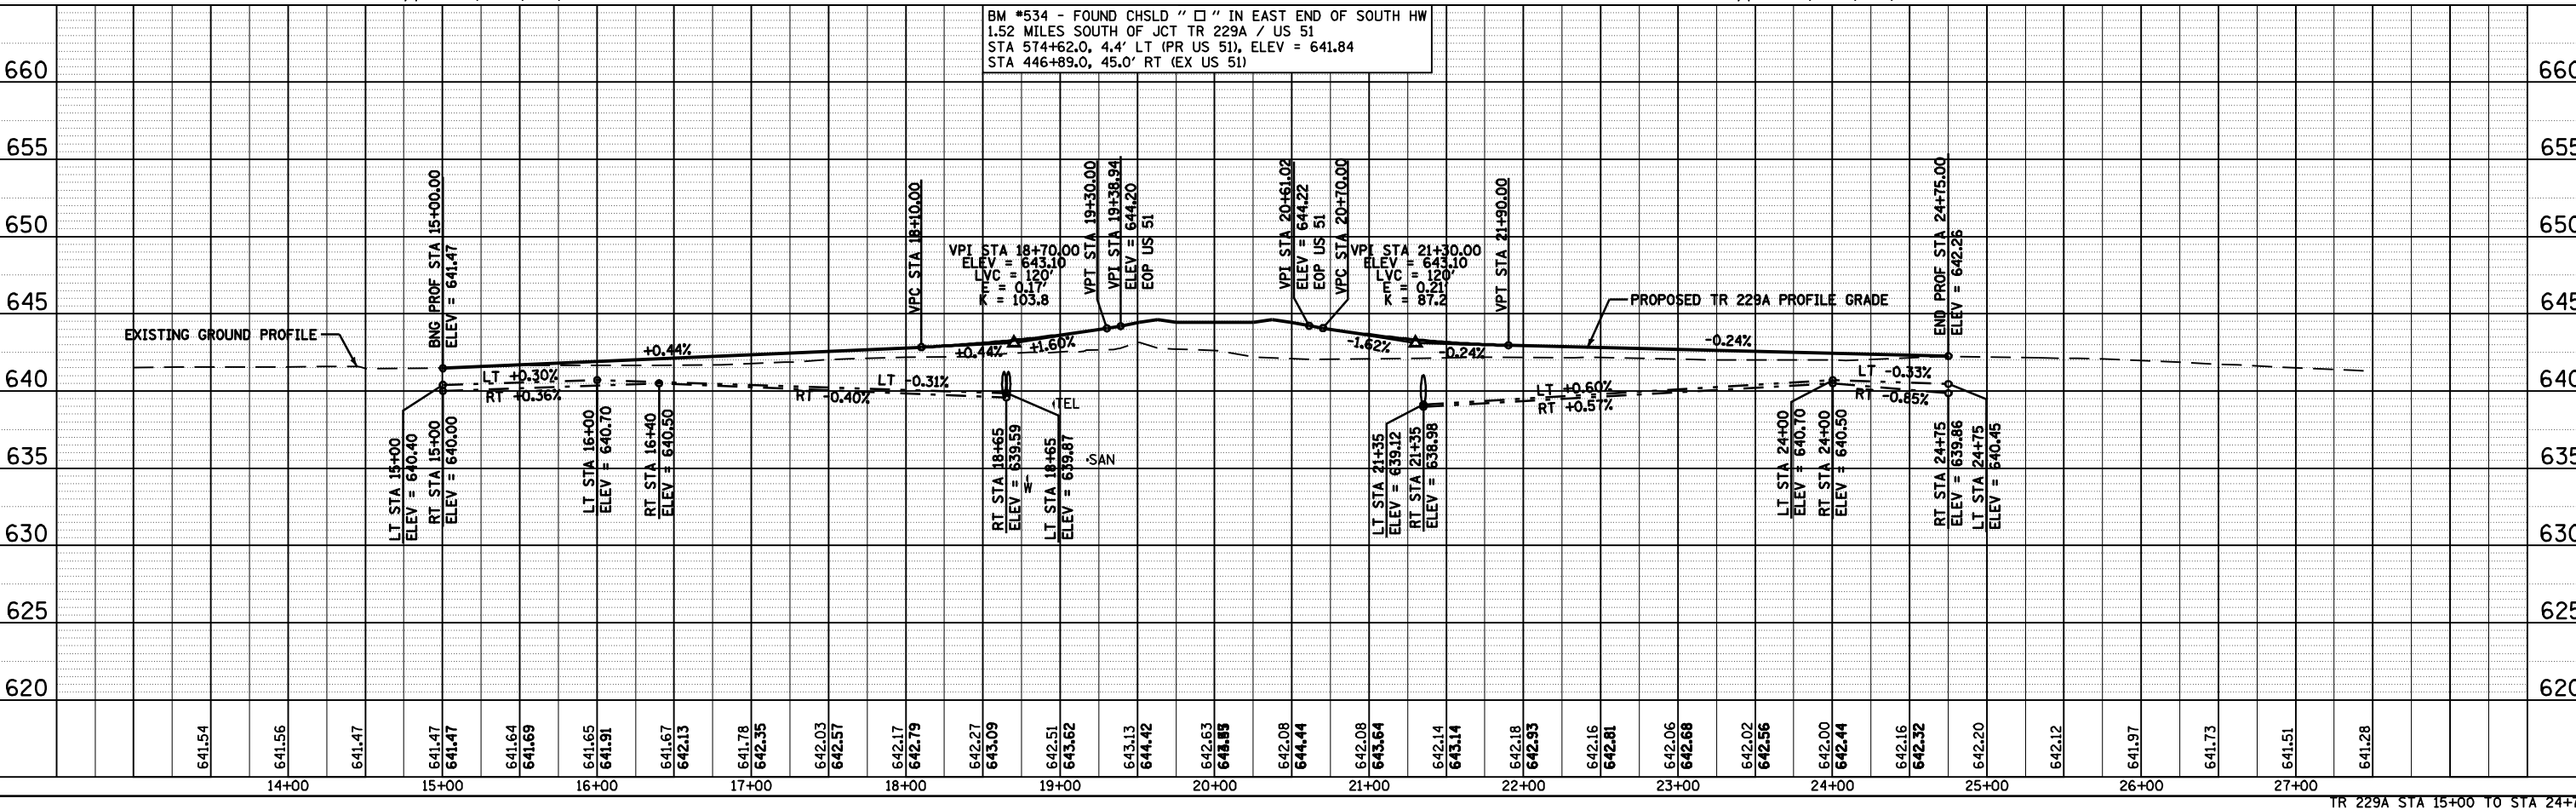 BM #534 - FOUND CHSLD " □ " IN EAST END OF SOUTH HW
1.52 MILES SOUTH OF JCT TR 229A / US 51
STA 574+62.0, 4.4' LT (PR US 51), ELEV = 641.84
STA 446+89.0, 45.0' RT (EX US 51)
660
660
655
655
650
650
645
645
640
640
635
635
630
630
625
625
620
620
EXISTING GROUND PROFILE
BNG PROF STA 15+00.00
ELEV = 641.47
+0.44%
VPC STA 18+10.00
VPI STA 18+70.00
ELEV = 643.10
LVC = 120'
E = 0.17'
K = 103.8
+0.44%
+1.60%
VPT STA 19+30.00
VPI STA 19+38.94
ELEV = 644.20
EOP US 51
VPI STA 20+61.02
ELEV = 644.22
EOP US 51
VPC STA 20+70.00
VPI STA 21+30.00
ELEV = 643.10
LVC = 120'
E = 0.21'
K = 87.2
-1.62%
-0.24%
VPT STA 21+90.00
PROPOSED TR 229A PROFILE GRADE
-0.24%
END PROF STA 24+75.00
ELEV = 642.26
LT +0.30%
RT +0.36%
LT -0.31%
RT -0.40%
TEL
SAN
W
LT +0.60%
RT +0.57%
LT -0.33%
RT -0.85%
LT STA 15+00
ELEV = 640.40
RT STA 15+00
ELEV = 640.00
LT STA 16+00
ELEV = 640.70
RT STA 16+40
ELEV = 640.50
RT STA 18+65
ELEV = 639.59
LT STA 18+65
ELEV = 639.87
LT STA 21+35
ELEV = 639.12
RT STA 21+35
ELEV = 638.98
LT STA 24+00
ELEV = 640.70
RT STA 24+00
ELEV = 640.50
RT STA 24+75
ELEV = 639.86
LT STA 24+75
ELEV = 640.45
641.54
641.56
641.47
641.47
641.47
641.64
641.69
641.65
641.91
641.67
642.13
641.78
642.35
642.03
642.57
642.17
642.79
642.27
643.09
642.51
643.62
643.13
644.42
642.63
642.08
644.44
642.08
643.64
642.14
643.14
642.18
642.93
642.16
642.81
642.06
642.68
642.02
642.56
642.00
642.44
642.16
642.32
642.20
642.12
641.97
641.73
641.51
641.28
14+00
15+00
16+00
17+00
18+00
19+00
20+00
21+00
22+00
23+00
24+00
25+00
26+00
27+00
TR 229A STA 15+00 TO STA 24+